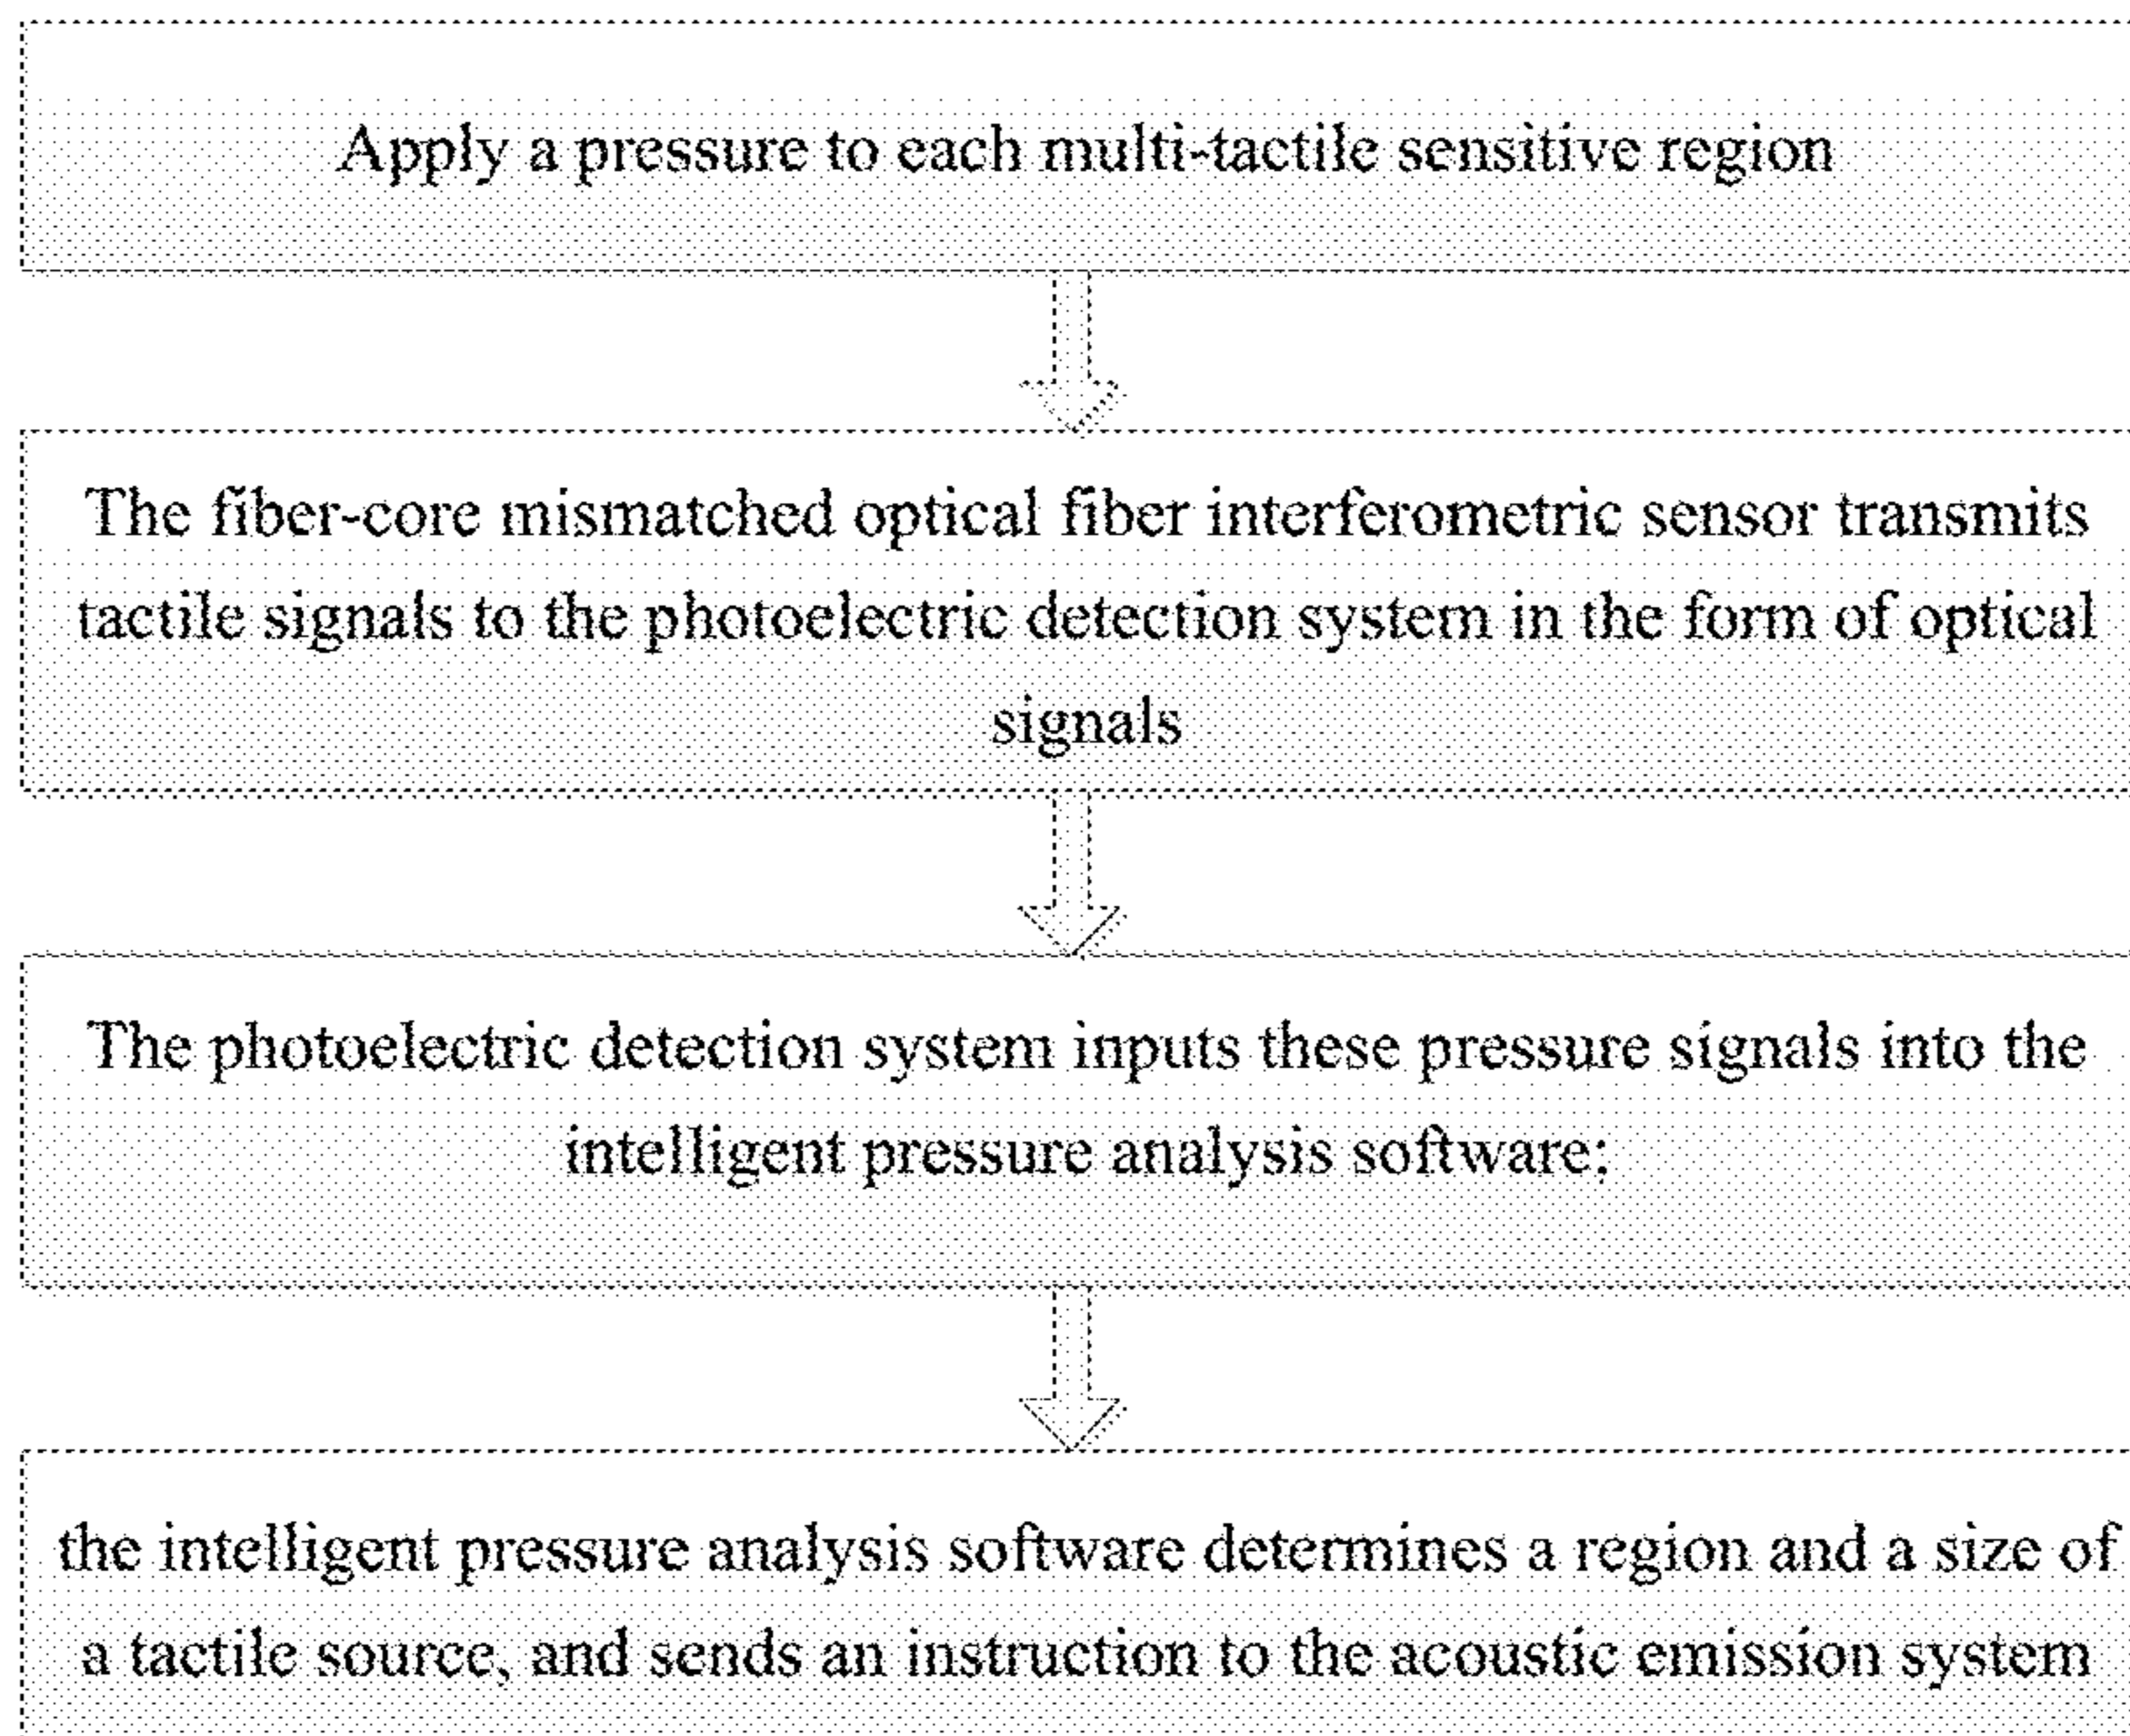 Apply a pressure to each multi-tactile sensitive region
The fiber-core mismatched optical fiber interferometric sensor transmits
tactile signals to the photoelectric detection system in the form of optical
signals
The photoelectric detection system inputs these pressure signals into the
intelligent pressure analysis software;
the intelligent pressure analysis software determines a region and a size of
a tactile source, and sends an instruction to the acoustic emission system